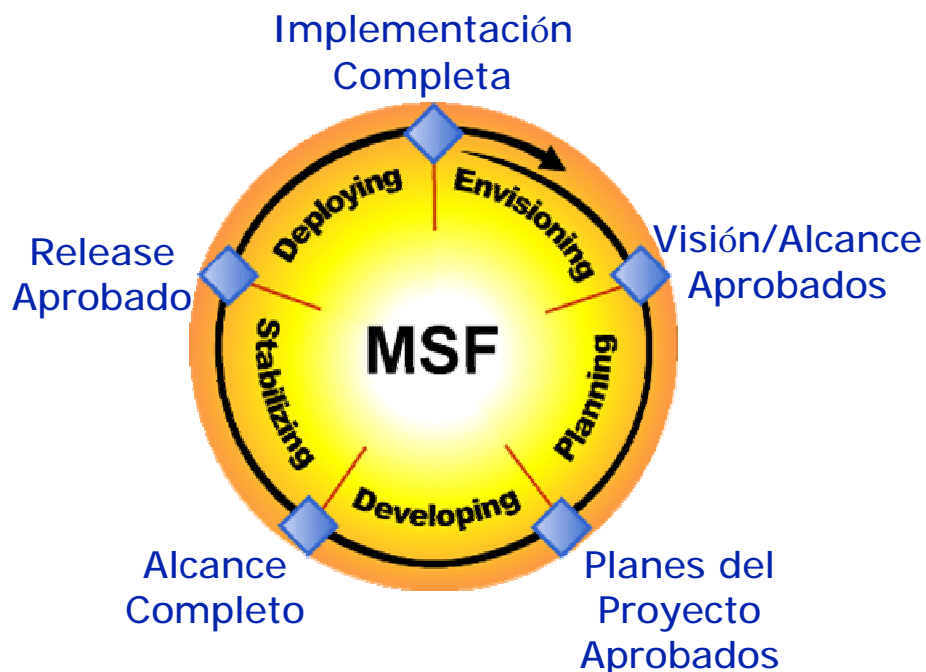 Implementación
Completa
Deploying
Envisioning
Release
Aprobado
Visión/Alcance
Aprobados
MSF
Stabilizing
Planning
Developing
Alcance
Completo
Planes del
Proyecto
Aprobados